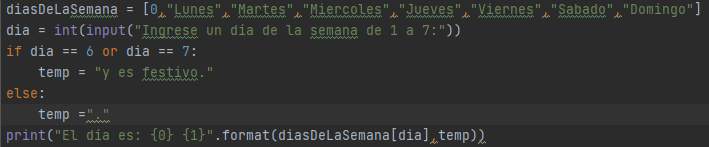 diasDeLaSemana = [0,"Lunes","Martes","Miercoles","Jueves","Viernes","Sabado","Domingo"]
dia = int(input("Ingrese un dia de la semana de 1 a 7:"))
if dia == 6 or dia == 7:
    temp = "y es festivo."
else:
    temp ="."
print("El dia es: {0} {1}".format(diasDeLaSemana[dia],temp))